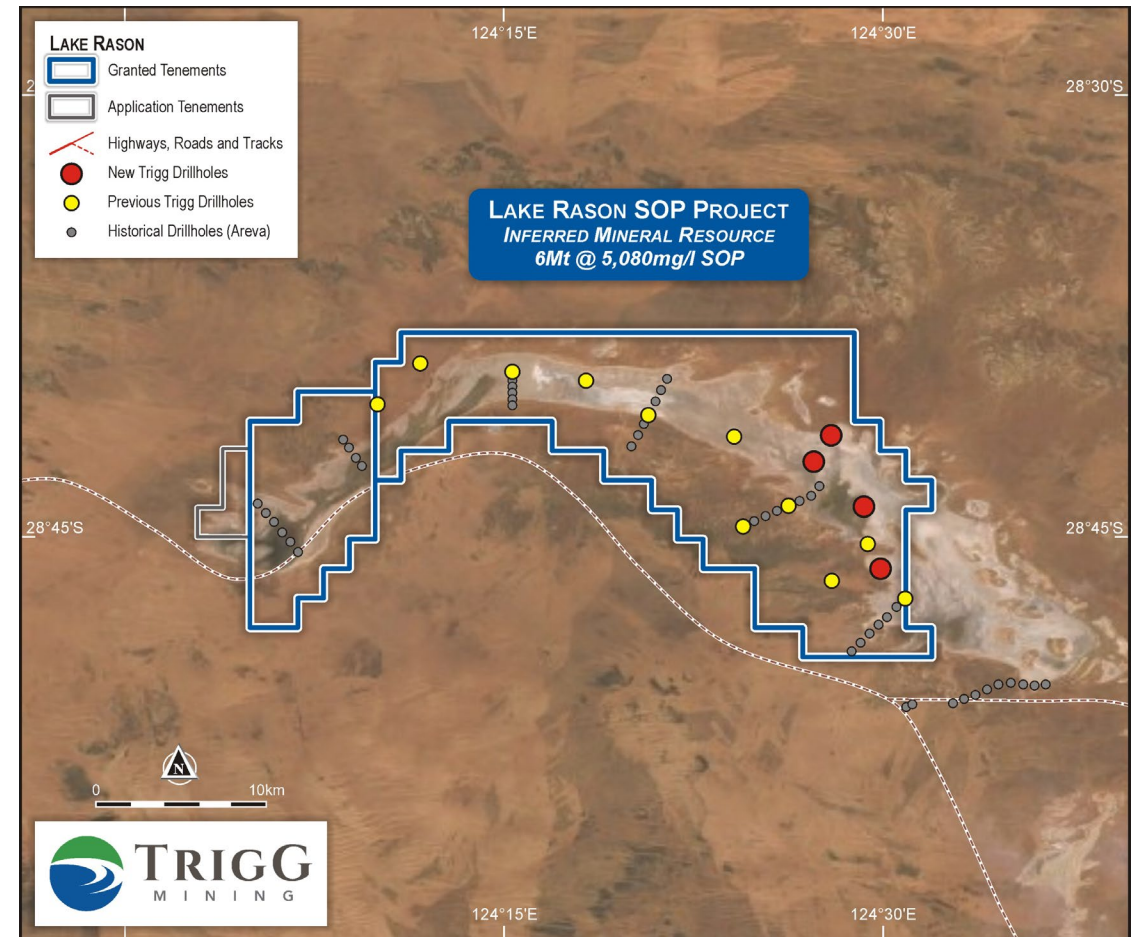 124°15'E
124°30'E
LAKE RASON
Granted Tenements
Application Tenements
Highways, Roads and Tracks
New Trigg Drillholes
Previous Trigg Drillholes
Historical Drillholes (Areva)
2
28°30'S
LAKE RASON SOP PROJECT
INFERRED MINERAL RESOURCE
6Mt @ 5,080mg/l SOP
28°45'S
28°45'S
N
0
10km
TRIGG
MINING
124°15'E
124°30'E